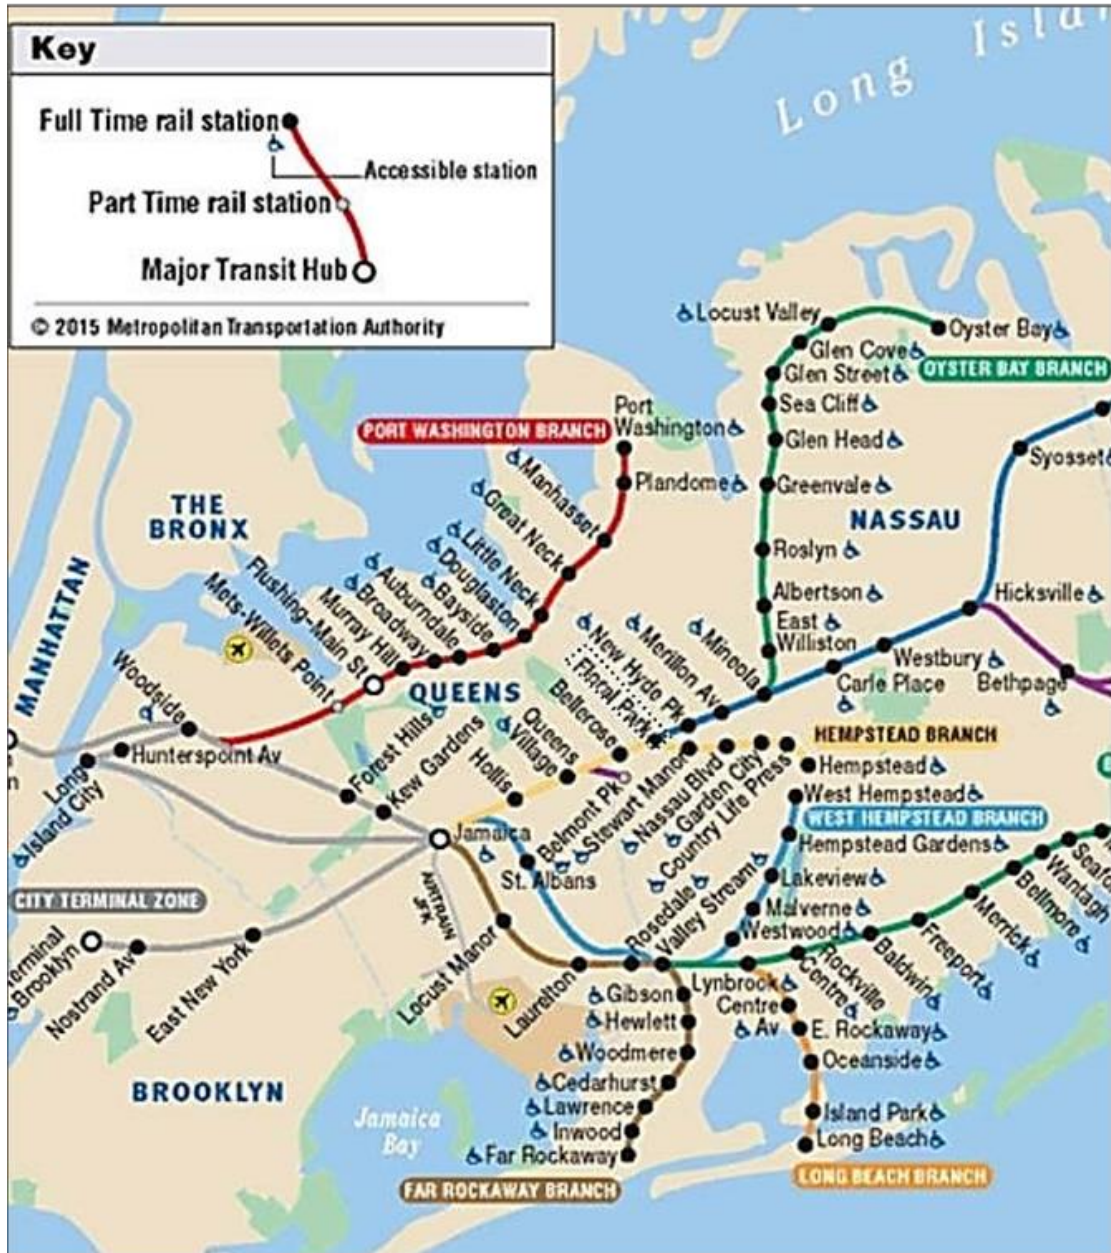 Key
Full Time rail station
Accessible station
Part Time rail station
Major Transit Hub
© 2015 Metropolitan Transportation Authority
Long Isla
Locust Valley
Oyster Bay
Glen Cove
OYSTER BAY BRANCH
Glen Street
Sea Cliff
Glen Head
Greenvale
Roslyn
Albertson
East
Williston
Port
Washington
PORT WASHINGTON BRANCH
Plandome
Manhasset
Great Neck
Little Neck
Douglaston
Bayside
Auburndale
Broadway
Murray Hill
Flushing-Main St
Mets-Willets Point
Woodside
THE
BRONX
MANHATTAN
QUEENS
NASSAU
Syosset
Hicksville
Westbury
Bethpage
Carle Place
Mineola
Merillon Av
New Hyde Pk
Floral Park
Bellerose
Queens
Village
Hollis
Kew Gardens
Forest Hills
Hunterspoint Av
Long
Island City
HEMPSTEAD BRANCH
Hempstead
Country Life Press
Garden City
Nassau Blvd
Stewart Manor
Belmont Pk
Jamaica
St. Albans
West Hempstead
WEST HEMPSTEAD BRANCH
Hempstead Gardens
Lakeview
Malverne
Westwood
Valley Stream
Rosedale
Laurelton
Locust Manor
AIRTRAIN
JFK
CITY TERMINAL ZONE
Terminal
Brooklyn
Nostrand Av
East New York
BROOKLYN
Jamaica
Bay
Lynbrook
Centre
Av
Rockville
Centre
Baldwin
Freeport
Merrick
Bellmore
Wantagh
Seafo
E. Rockaway
Oceanside
Island Park
Long Beach
LONG BEACH BRANCH
Gibson
Hewlett
Woodmere
Cedarhurst
Lawrence
Inwood
Far Rockaway
FAR ROCKAWAY BRANCH